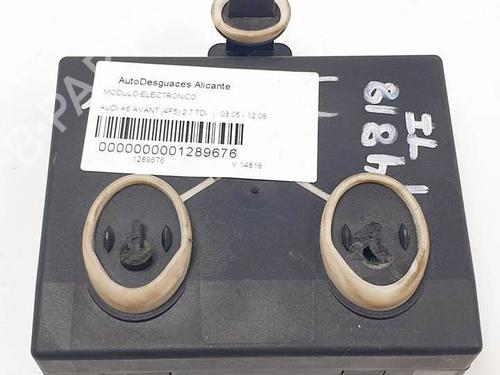 AutoDesguaces Alicante
MODULO ELECTRONICO
AUDI A6 AVANT (4F5) 2.7 TDI | 03.05 - 12.08
0000000001289676
1289676 V 14818
14818
B-PARTS